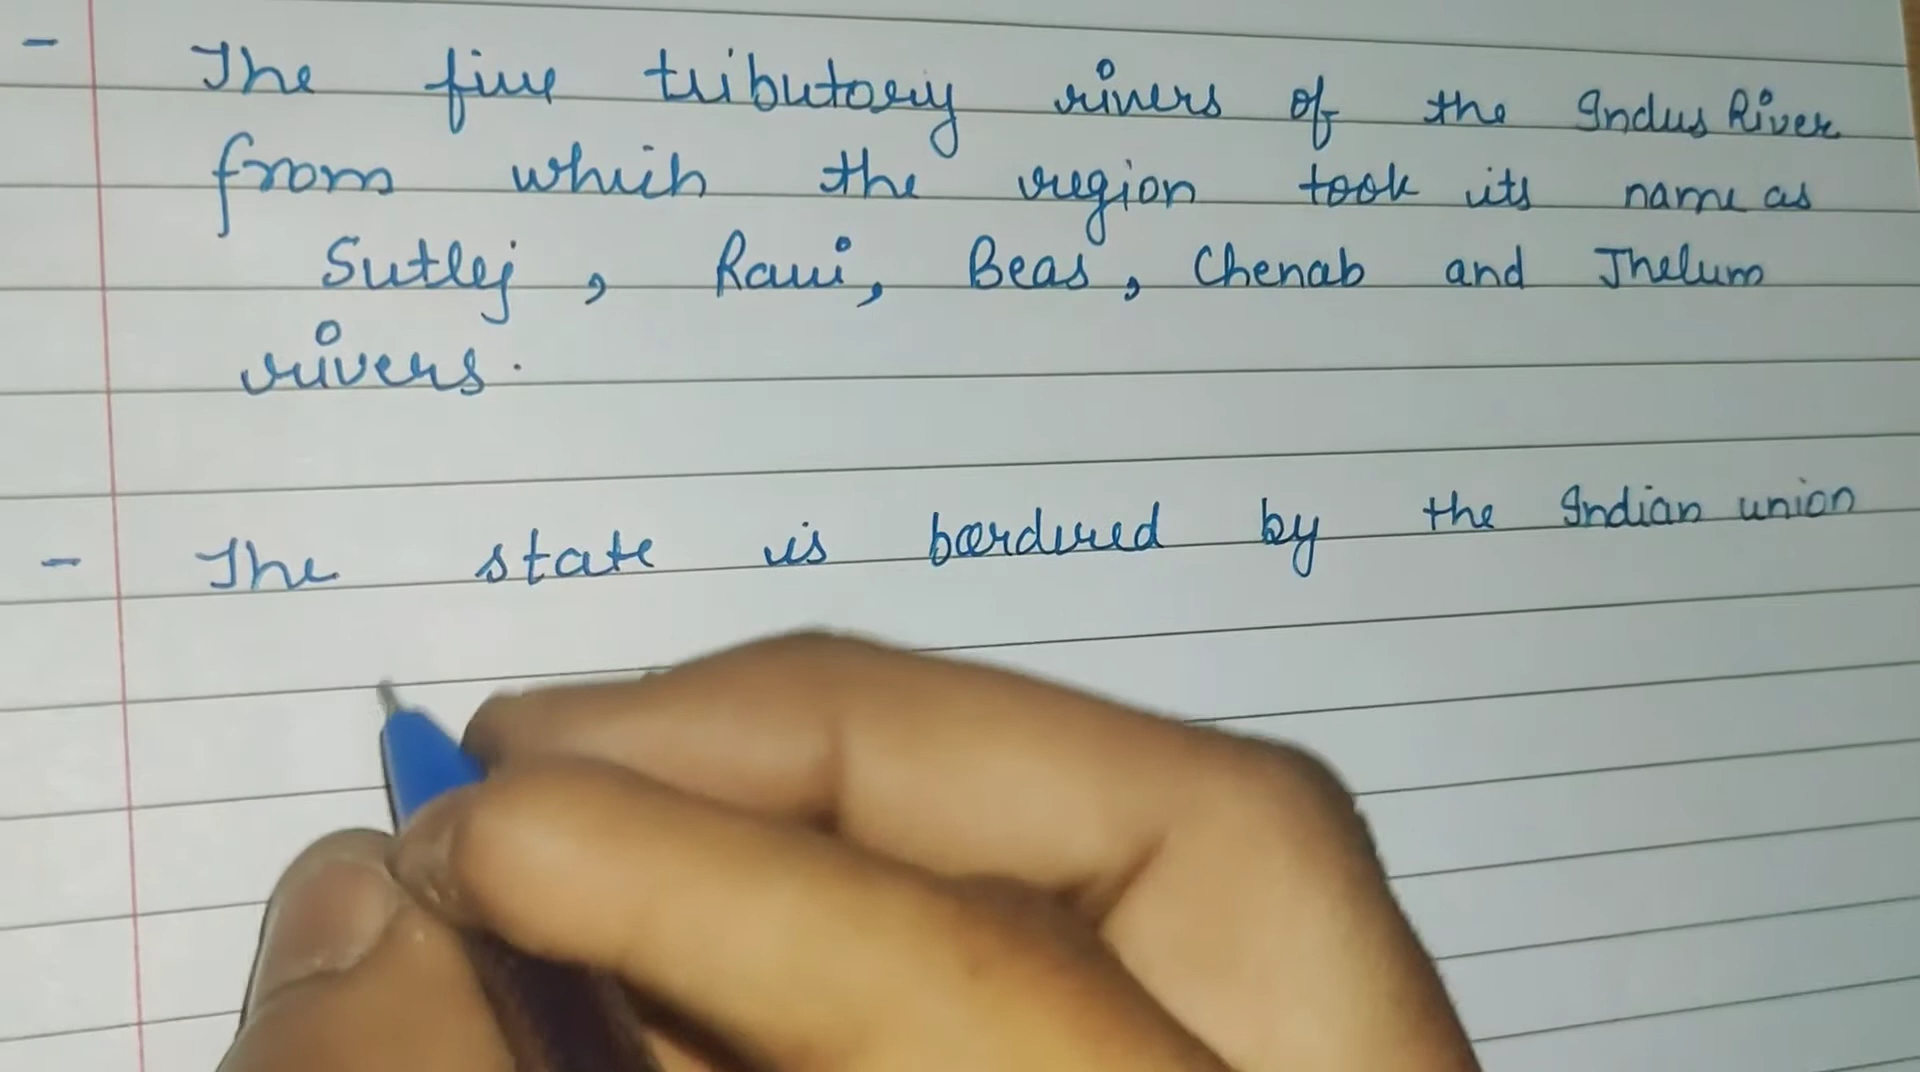 - The five tributory rivers of the Indus River
from which the region took its name as
Sutlej, Ravi, Beas, Chenab and Jhelum
rivers.
- The state is bordered by the Indian union